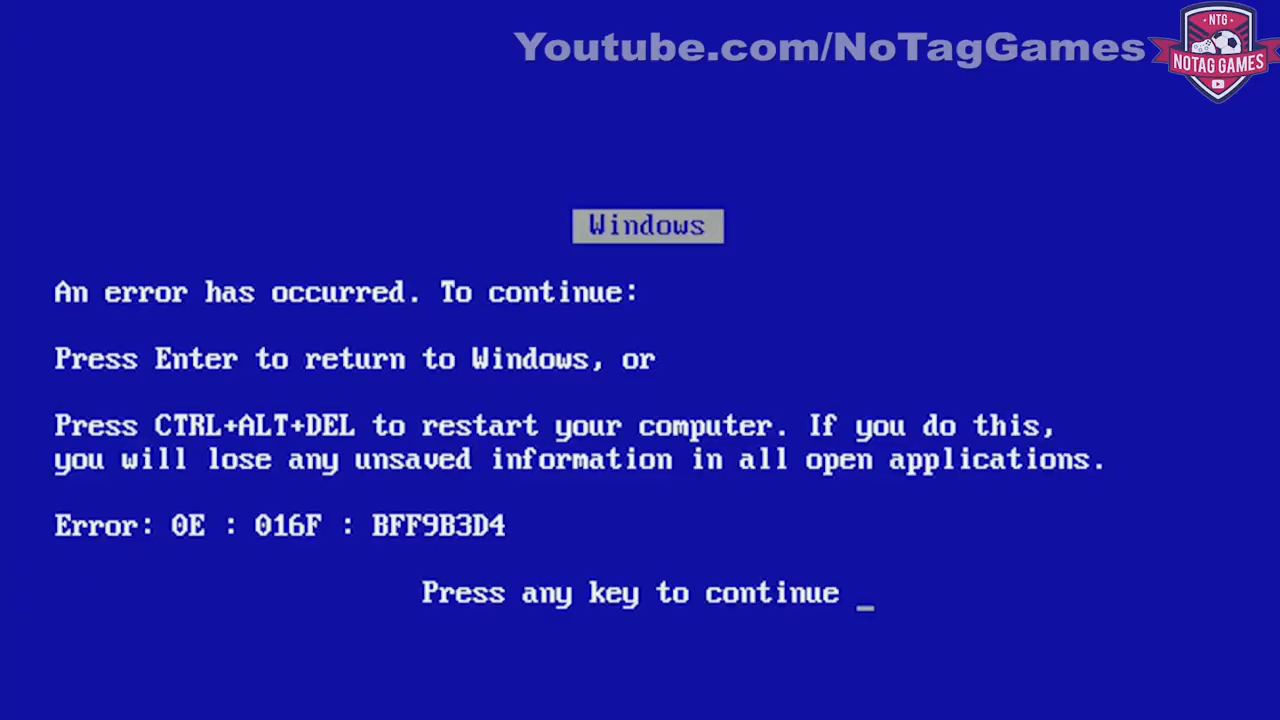 Youtube.com/NoTagGames
NTG
NOTAG GAMES
Windows
An error has occurred. To continue:
Press Enter to return to Windows, or
Press CTRL+ALT+DEL to restart your computer. If you do this,
you will lose any unsaved information in all open applications.
Error: 0E : 016F : BFF9B3D4
Press any key to continue _